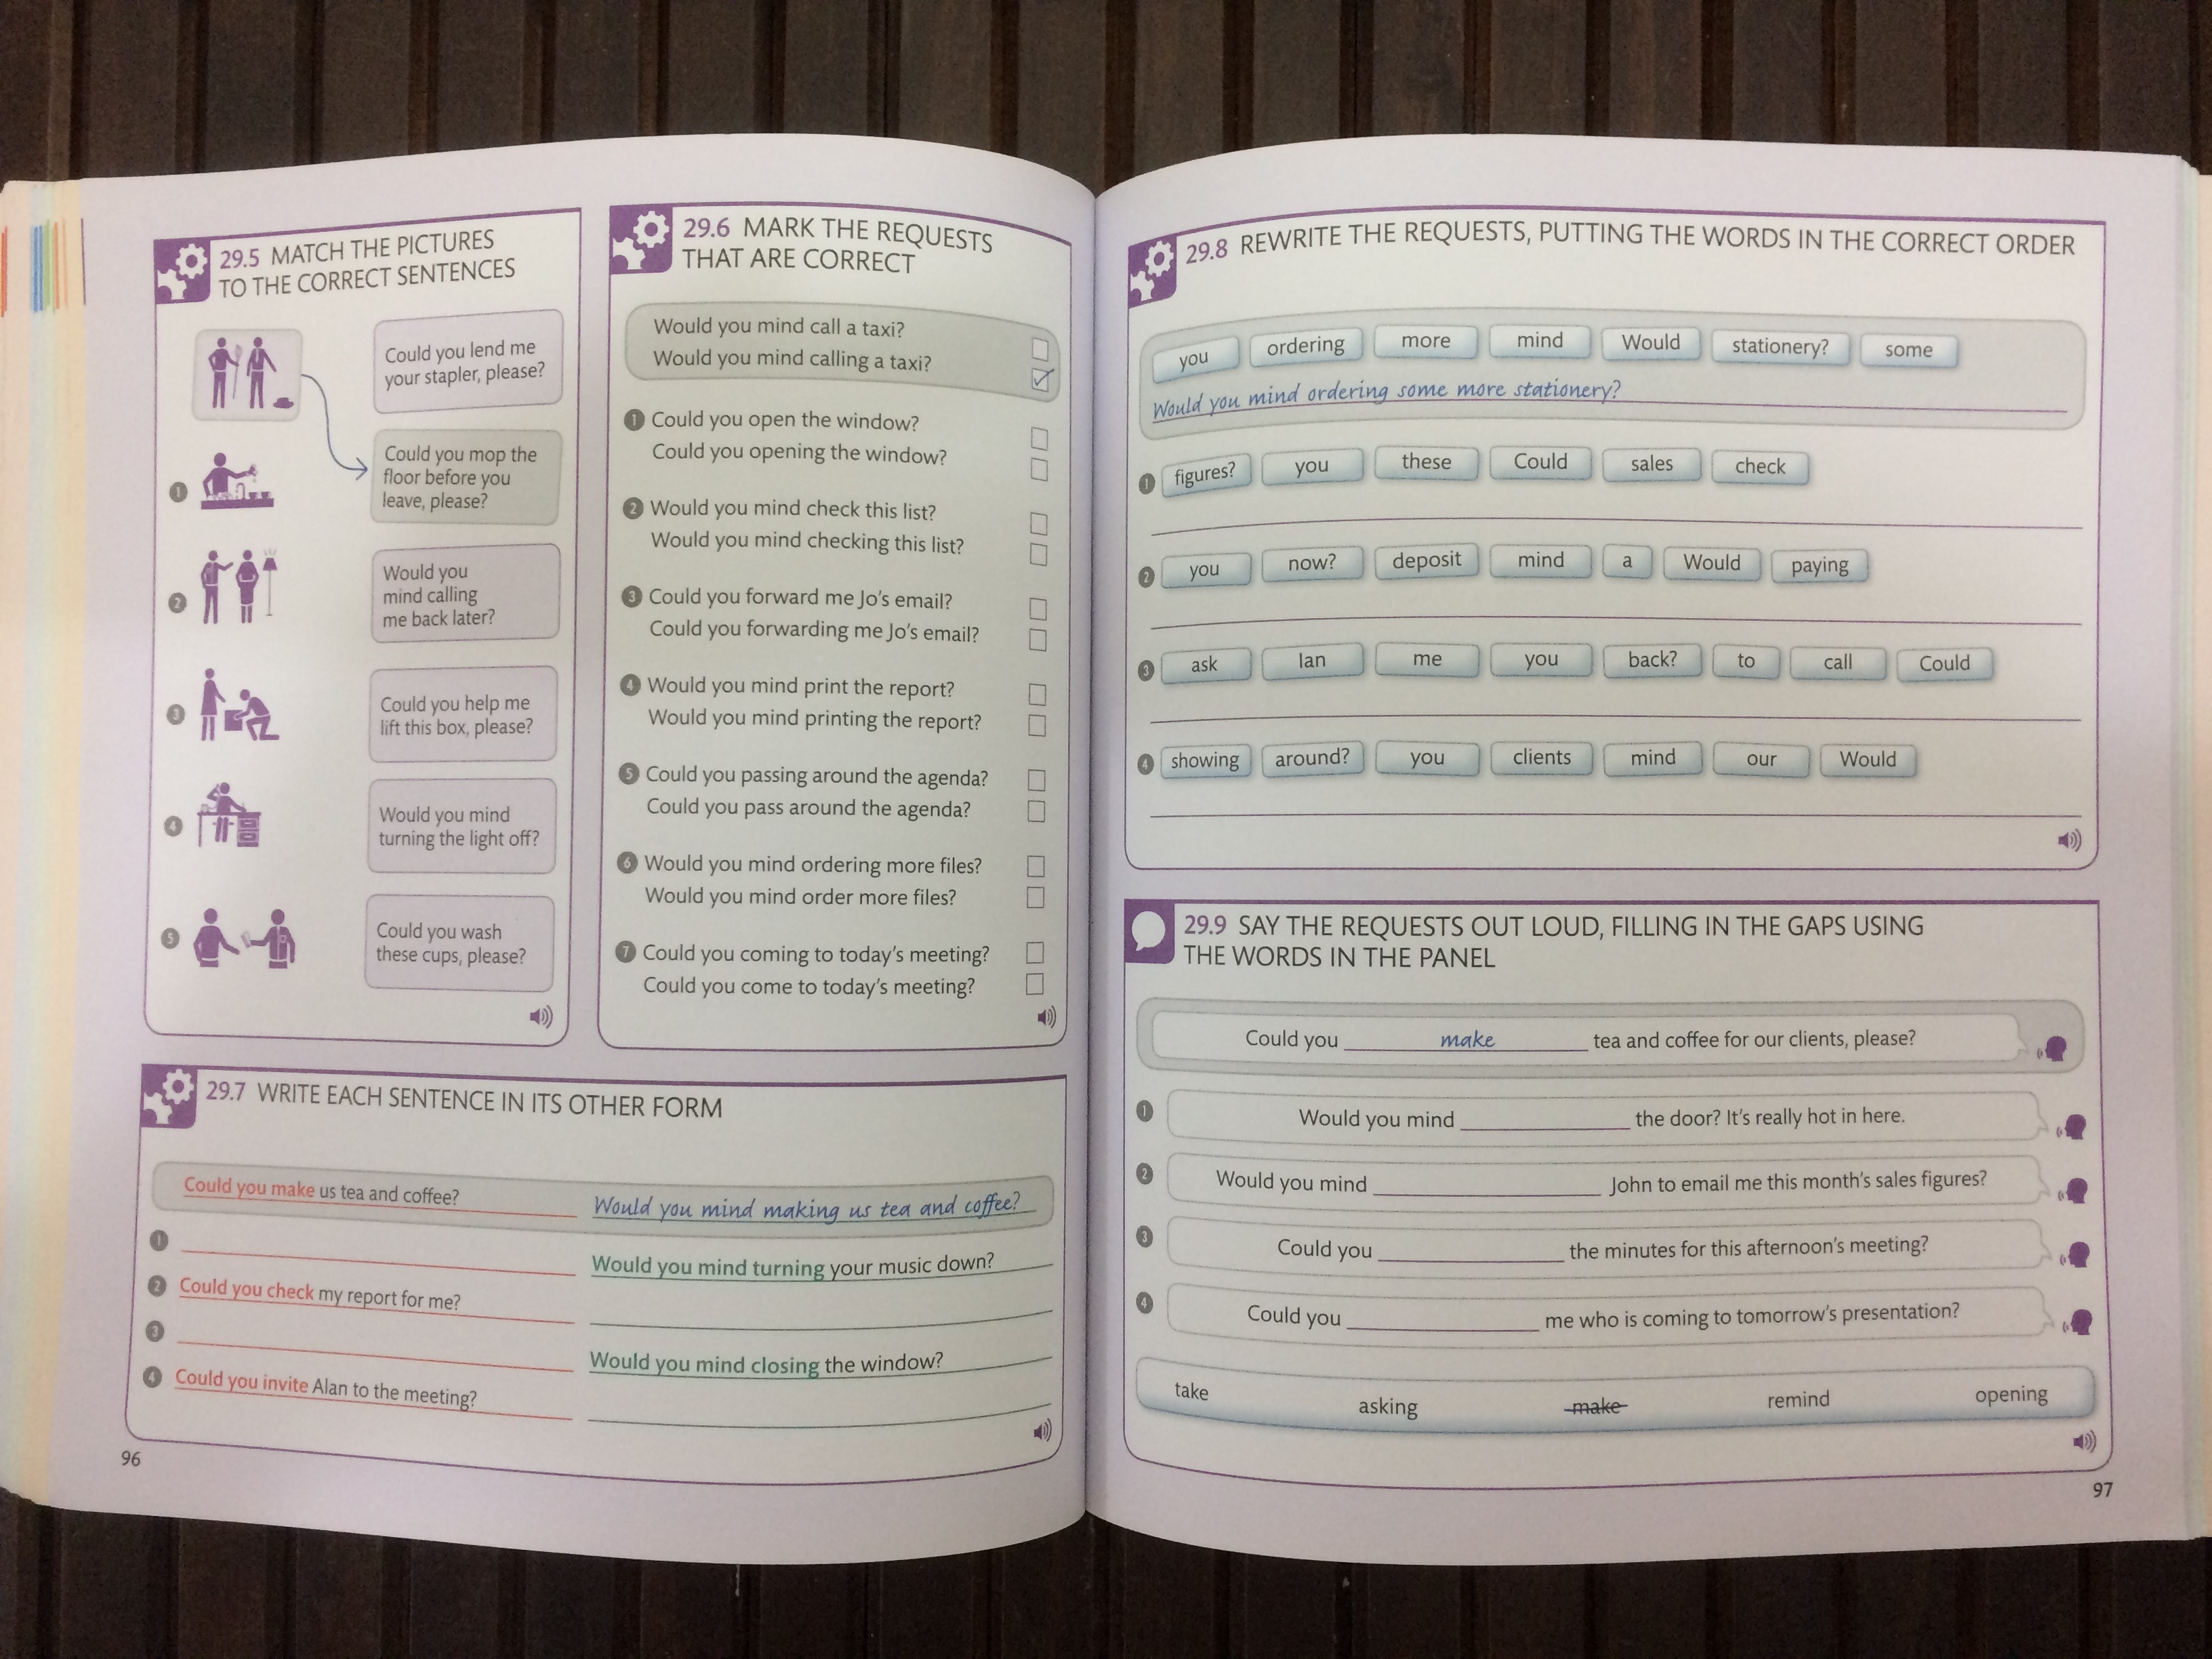 29.5 MATCH THE PICTURES
TO THE CORRECT SENTENCES
Could you lend me
your stapler, please?
Could you mop the
floor before you
leave, please?
1
Would you
mind calling
me back later?
2
Could you help me
lift this box, please?
3
Would you mind
turning the light off?
4
Could you wash
these cups, please?
5
29.6 MARK THE REQUESTS
THAT ARE CORRECT
Would you mind call a taxi?
Would you mind calling a taxi?
1 Could you open the window?
Could you opening the window?
2 Would you mind check this list?
Would you mind checking this list?
3 Could you forward me Jo's email?
Could you forwarding me Jo's email?
4 Would you mind print the report?
Would you mind printing the report?
5 Could you passing around the agenda?
Could you pass around the agenda?
6 Would you mind ordering more files?
Would you mind order more files?
7 Could you coming to today's meeting?
Could you come to today's meeting?
29.7 WRITE EACH SENTENCE IN ITS OTHER FORM
Could you make us tea and coffee? Would you mind making us tea and coffee?
1 Would you mind turning your music down?
2 Could you check my report for me?
3 Would you mind closing the window?
4 Could you invite Alan to the meeting?
96
29.8 REWRITE THE REQUESTS, PUTTING THE WORDS IN THE CORRECT ORDER
you ordering more mind Would stationery? some
Would you mind ordering some more stationery?
1 figures? you these Could sales check
2 you now? deposit mind a Would paying
3 ask Ian me you back? to call Could
4 showing around? you clients mind our Would
29.9 SAY THE REQUESTS OUT LOUD, FILLING IN THE GAPS USING
THE WORDS IN THE PANEL
Could you make tea and coffee for our clients, please?
1 Would you mind the door? It's really hot in here.
2 Would you mind John to email me this month's sales figures?
3 Could you the minutes for this afternoon's meeting?
4 Could you me who is coming to tomorrow's presentation?
take asking make remind opening
97